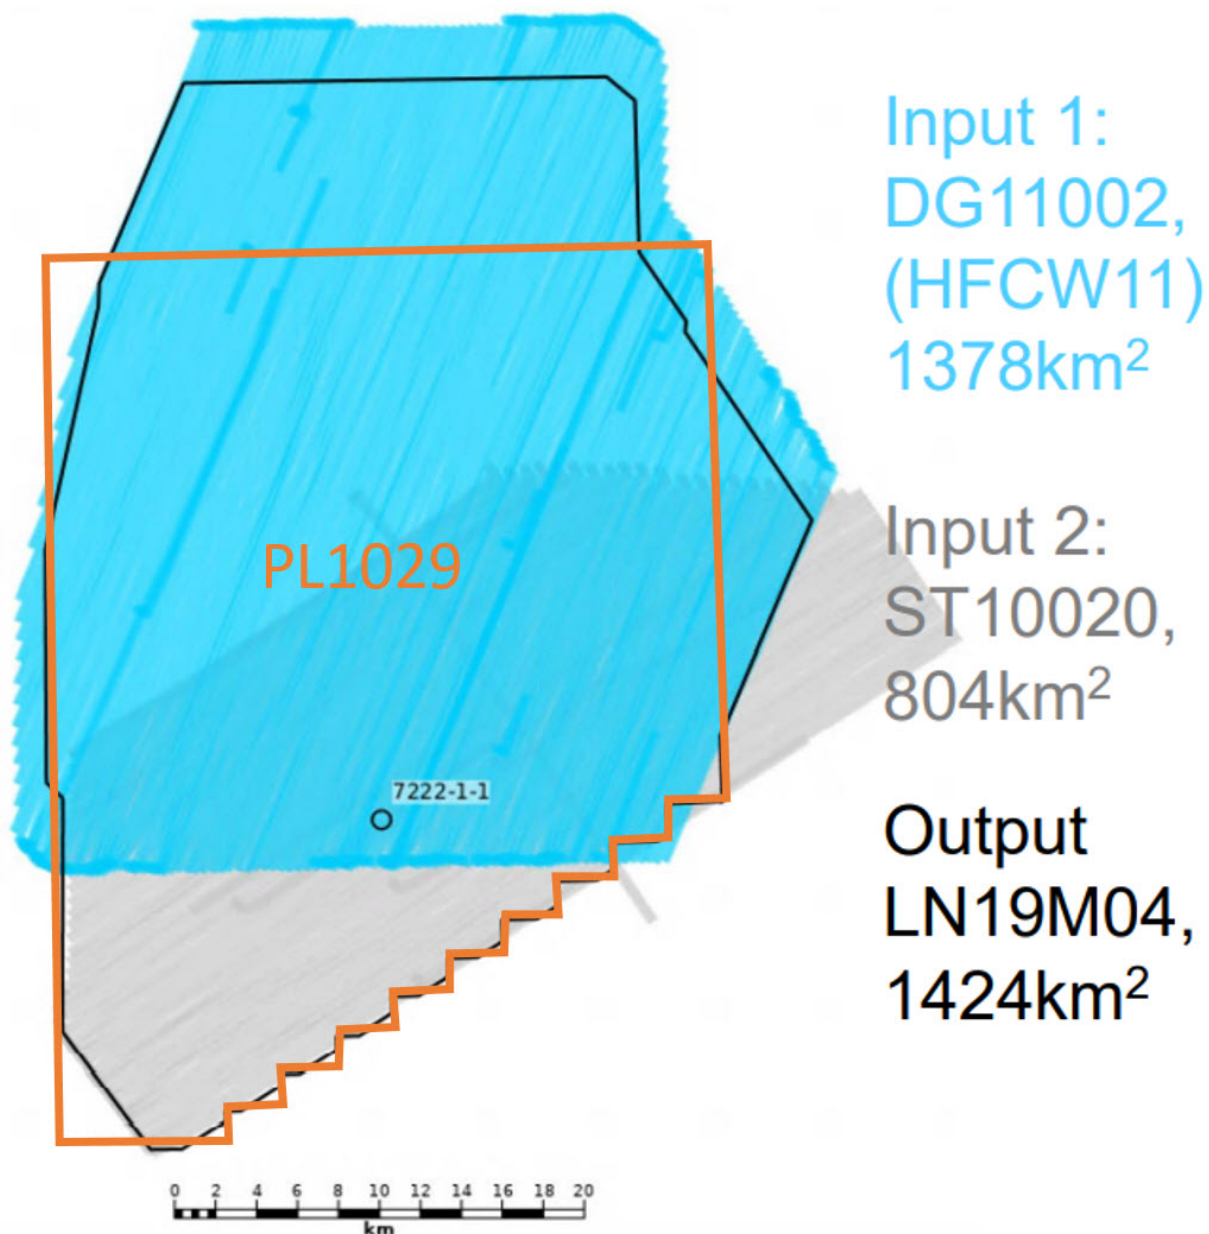 Input 1:
DG11002,
(HFCW11)
1378km²
Input 2:
ST10020,
804km²
Output
LN19M04,
1424km²
PL1029
7222-1-1
0 2 4 6 8 10 12 14 16 18 20
km